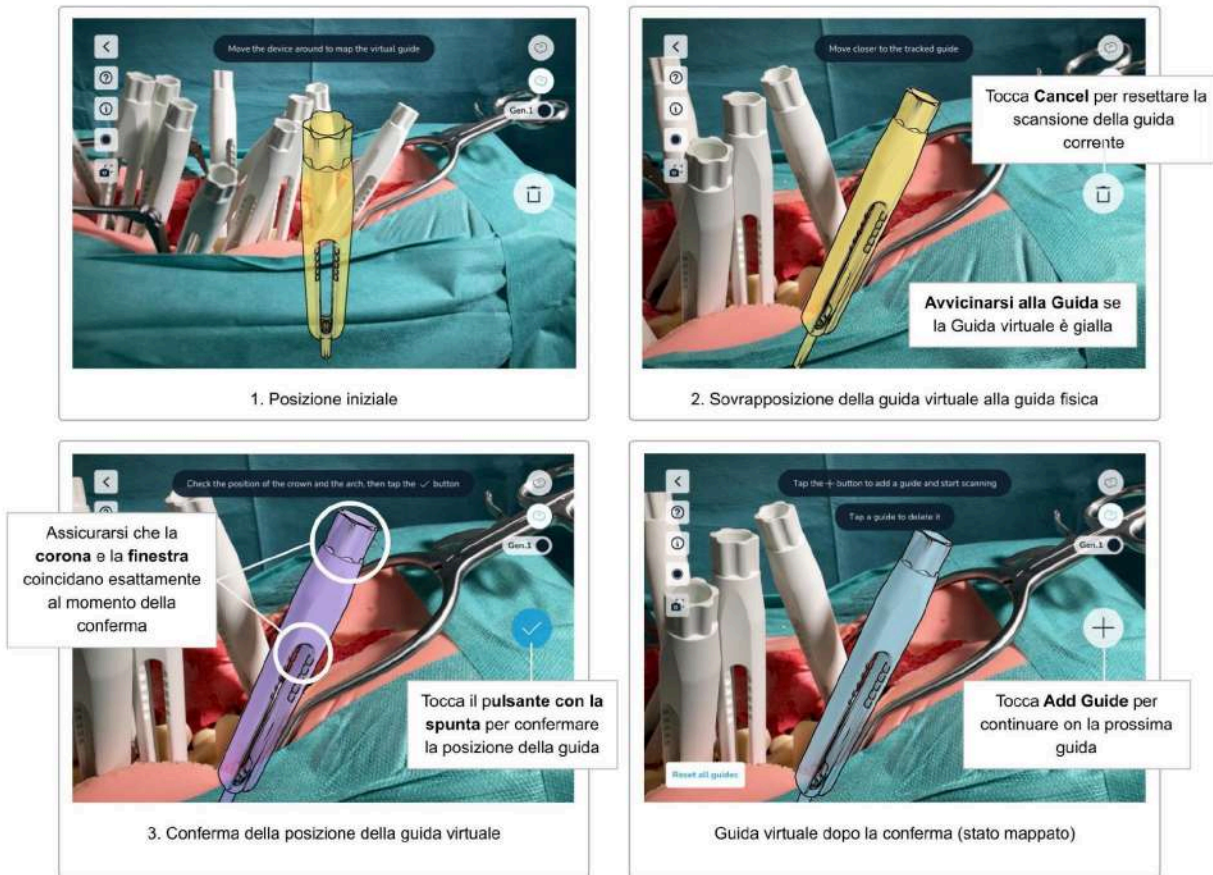 Move the device around to map the virtual guide
Gen.1
1. Posizione iniziale
Move closer to the tracked guide
Tocca Cancel per resettare la
scansione della guida
corrente
Avvicinarsi alla Guida se
la Guida virtuale è gialla
2. Sovrapposizione della guida virtuale alla guida fisica
Check the position of the crown and the arch, then tap the ✓ button
Gen.1
Assicurarsi che la
corona e la finestra
coincidano esattamente
al momento della
conferma
Tocca il pulsante con la
spunta per confermare
la posizione della guida
3. Conferma della posizione della guida virtuale
Tap the + button to add a guide and start scanning
Tap a guide to delete it
Gen.1
Tocca Add Guide per
continuare on la prossima
guida
Reset all guides
Guida virtuale dopo la conferma (stato mappato)